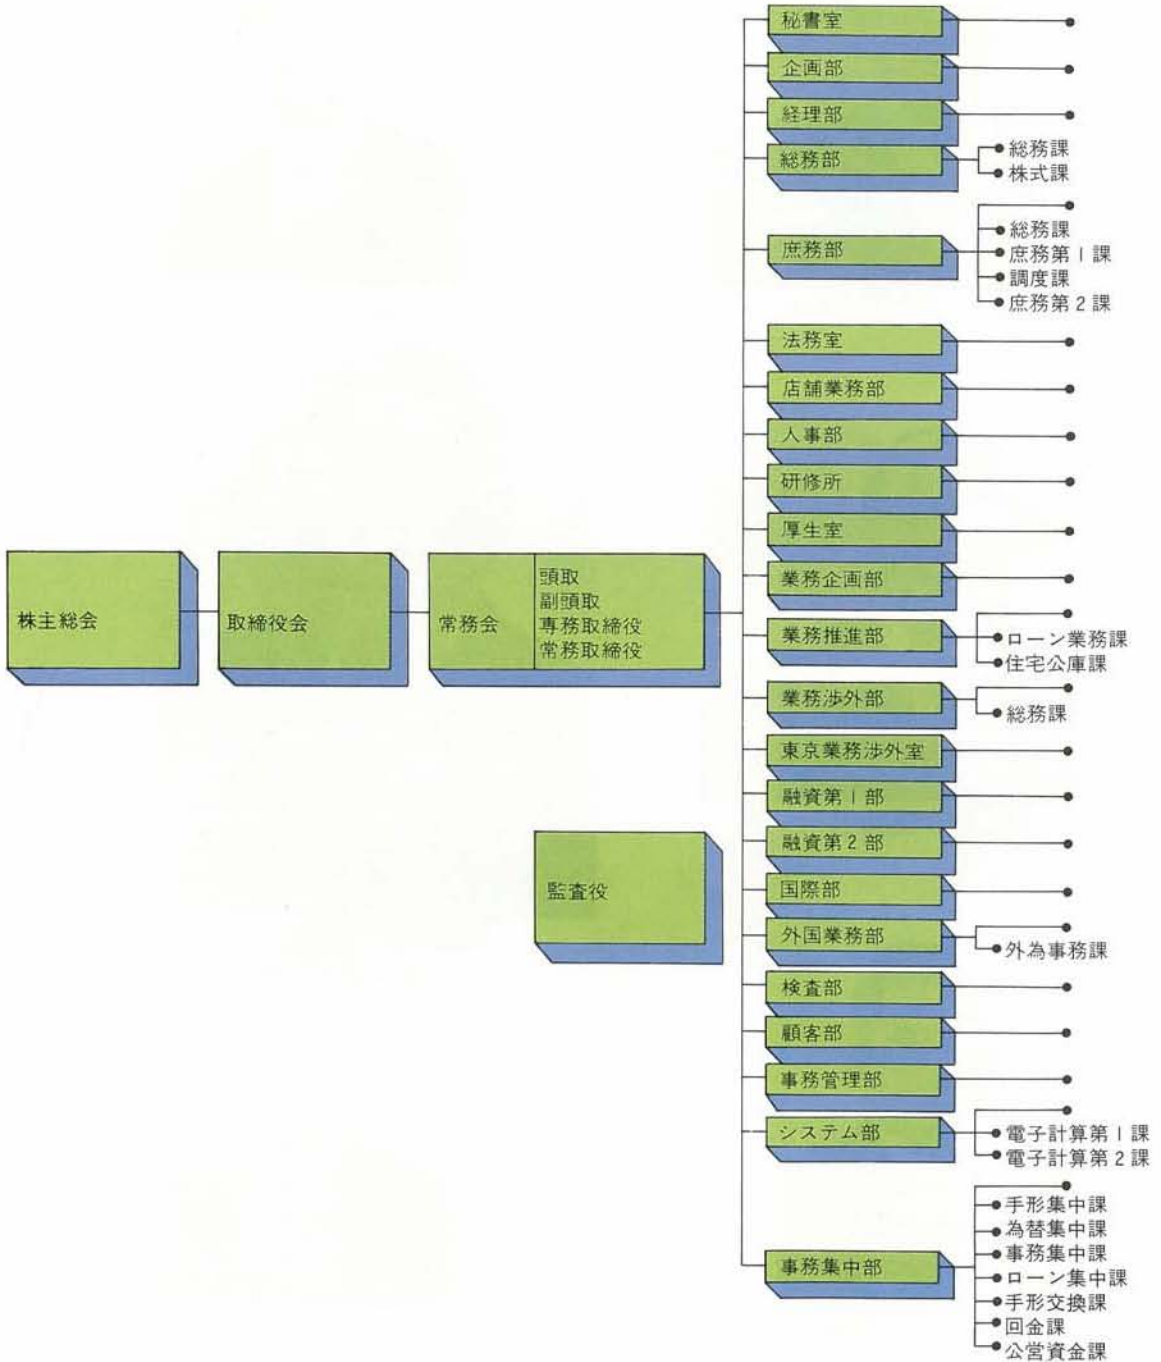 株主総会
取締役会
常務会
頭取
副頭取
専務取締役
常務取締役
監査役
秘書室
企画部
経理部
総務部
総務課
株式課
庶務部
総務課
庶務第1課
調度課
庶務第2課
法務室
店舗業務部
人事部
研修所
厚生室
業務企画部
業務推進部
ローン業務課
住宅公庫課
業務渉外部
総務課
東京業務渉外室
融資第1部
融資第2部
国際部
外国業務部
外為事務課
検査部
顧客部
事務管理部
システム部
電子計算第1課
電子計算第2課
事務集中部
手形集中課
為替集中課
事務集中課
ローン集中課
手形交換課
回金課
公営資金課